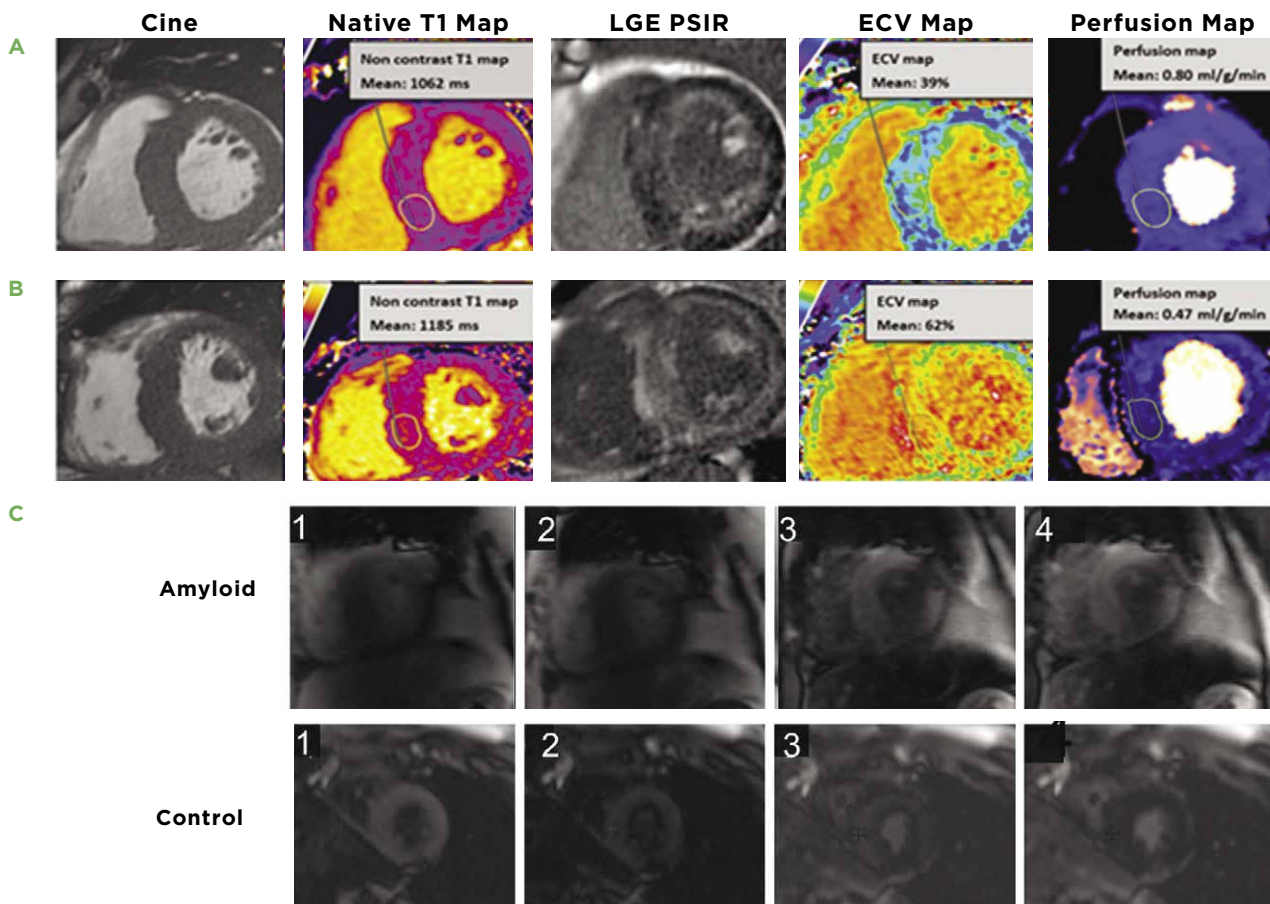 Cine Native T1 Map LGE PSIR ECV Map Perfusion Map
A
Non contrast T1 map
Mean: 1062 ms
ECV map
Mean: 39%
Perfusion map
Mean: 0.80 ml/g/min
B
Non contrast T1 map
Mean: 1185 ms
ECV map
Mean: 62%
Perfusion map
Mean: 0.47 ml/g/min
C
1 2 3 4
Amyloid
1 2 3
Control